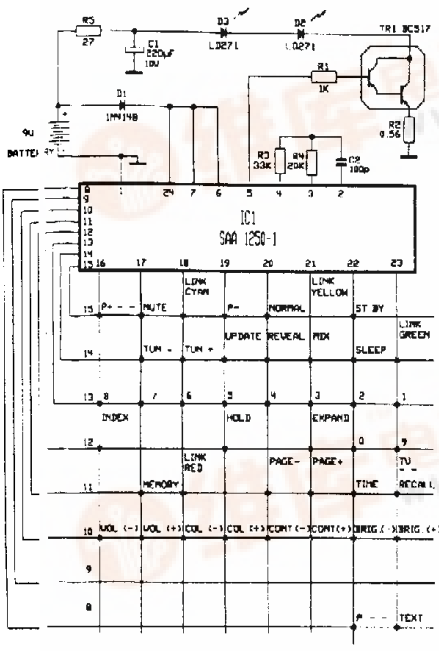 R5
27
D3
LD271
D2
LD271
TR1 BC517
C1
220µF
10V
R1
1K
D1
1N4148
9V
BATTERY
R2
0.56
R3
33K
R4
20K
C2
100p
24 7 6 5 4 3 2
IC1
SAA 1250-1
8
9
10
11
12
13
14
15
16 17 18 19 20 21 22 23
LINK CYAN
LINK YELLOW
15 P+ - - MUTE P- NORMAL ST BY
LINK GREEN
UPDATE REVEAL MIX
14 TUM - TUM + SLEEP
13 8 7 6 5 4 3 2 1
INDEX HOLD EXPAND
12 0 9
LINK RED
PAGE- PAGE+ TV
11 MEMORY TIME RECALL
10 VOL (-) VOL (+) COL (-) COL (+) CONT (-) CONT (+) BRIG.(-) BRIG.(+
9
8
P - - - TEXT